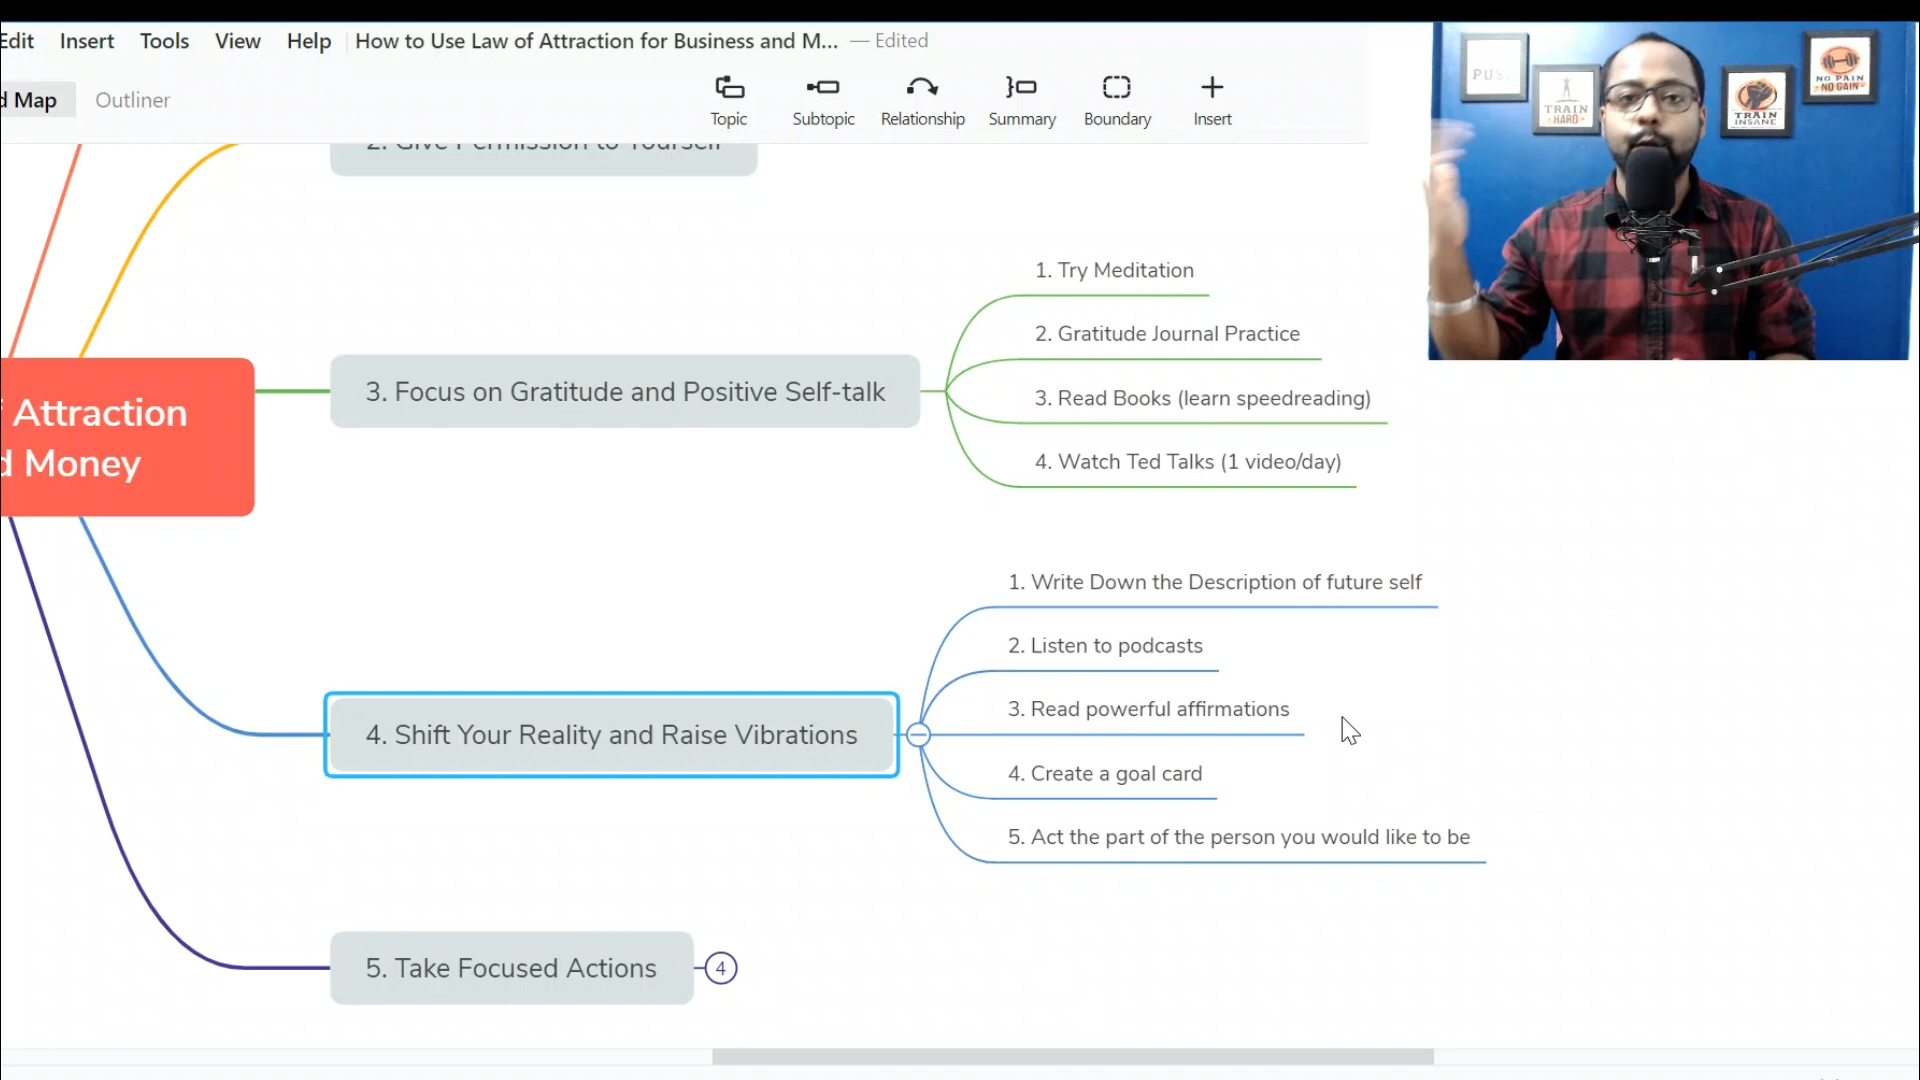 Edit Insert Tools View Help How to Use Law of Attraction for Business and M... — Edited
d Map Outliner
Topic Subtopic Relationship Summary Boundary Insert
2. Give Permission to Yourself
1. Try Meditation
2. Gratitude Journal Practice
3. Focus on Gratitude and Positive Self-talk
3. Read Books (learn speedreading)
4. Watch Ted Talks (1 video/day)
Attraction
d Money
1. Write Down the Description of future self
2. Listen to podcasts
3. Read powerful affirmations
4. Shift Your Reality and Raise Vibrations
4. Create a goal card
5. Act the part of the person you would like to be
5. Take Focused Actions
4
TRAIN
HARD
TRAIN
INSANE
NO PAIN
NO GAIN